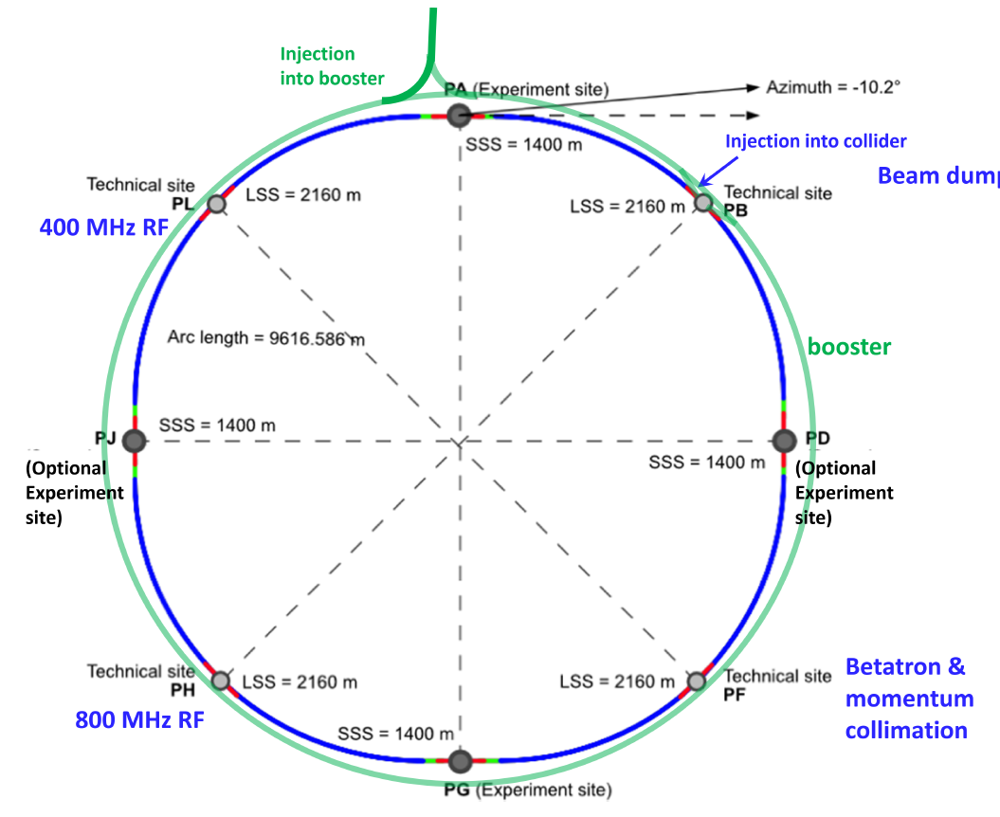 Injection
into booster
PA (Experiment site)
Azimuth = -10.2°
SSS = 1400 m
Injection into collider
Beam dump
Technical site
PL
LSS = 2160 m
400 MHz RF
Technical site
PB
LSS = 2160 m
Arc length = 9616.586 m
booster
PJ
SSS = 1400 m
(Optional
Experiment
site)
PD
SSS = 1400 m
(Optional
Experiment
site)
Technical site
PH
LSS = 2160 m
800 MHz RF
LSS = 2160 m
Technical site
PF
Betatron &
momentum
collimation
SSS = 1400 m
PG (Experiment site)